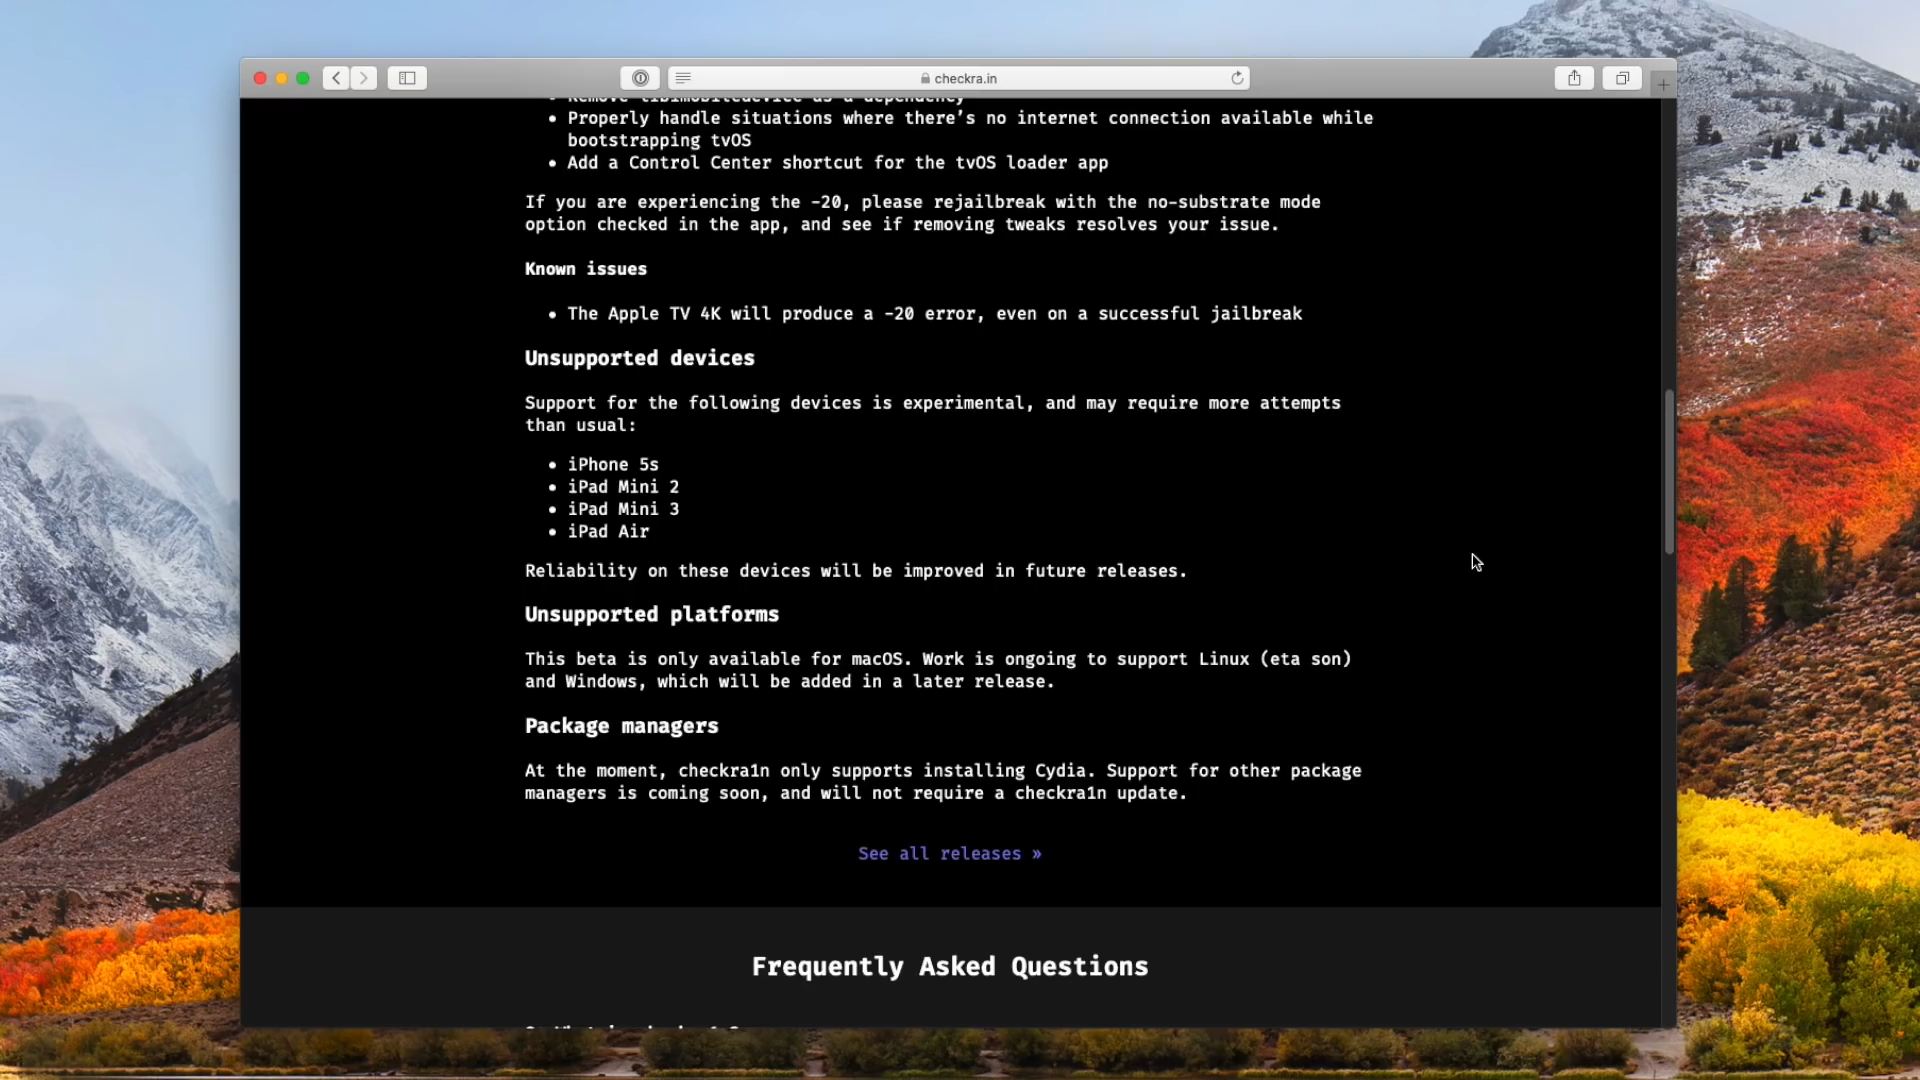 checkra.in
Remove libimobiledevice as a dependency
Properly handle situations where there's no internet connection available while
bootstrapping tvOS
Add a Control Center shortcut for the tvOS loader app
If you are experiencing the -20, please rejailbreak with the no-substrate mode
option checked in the app, and see if removing tweaks resolves your issue.
Known issues
The Apple TV 4K will produce a -20 error, even on a successful jailbreak
Unsupported devices
Support for the following devices is experimental, and may require more attempts
than usual:
iPhone 5s
iPad Mini 2
iPad Mini 3
iPad Air
Reliability on these devices will be improved in future releases.
Unsupported platforms
This beta is only available for macOS. Work is ongoing to support Linux (eta son)
and Windows, which will be added in a later release.
Package managers
At the moment, checkra1n only supports installing Cydia. Support for other package
managers is coming soon, and will not require a checkra1n update.
See all releases »
Frequently Asked Questions